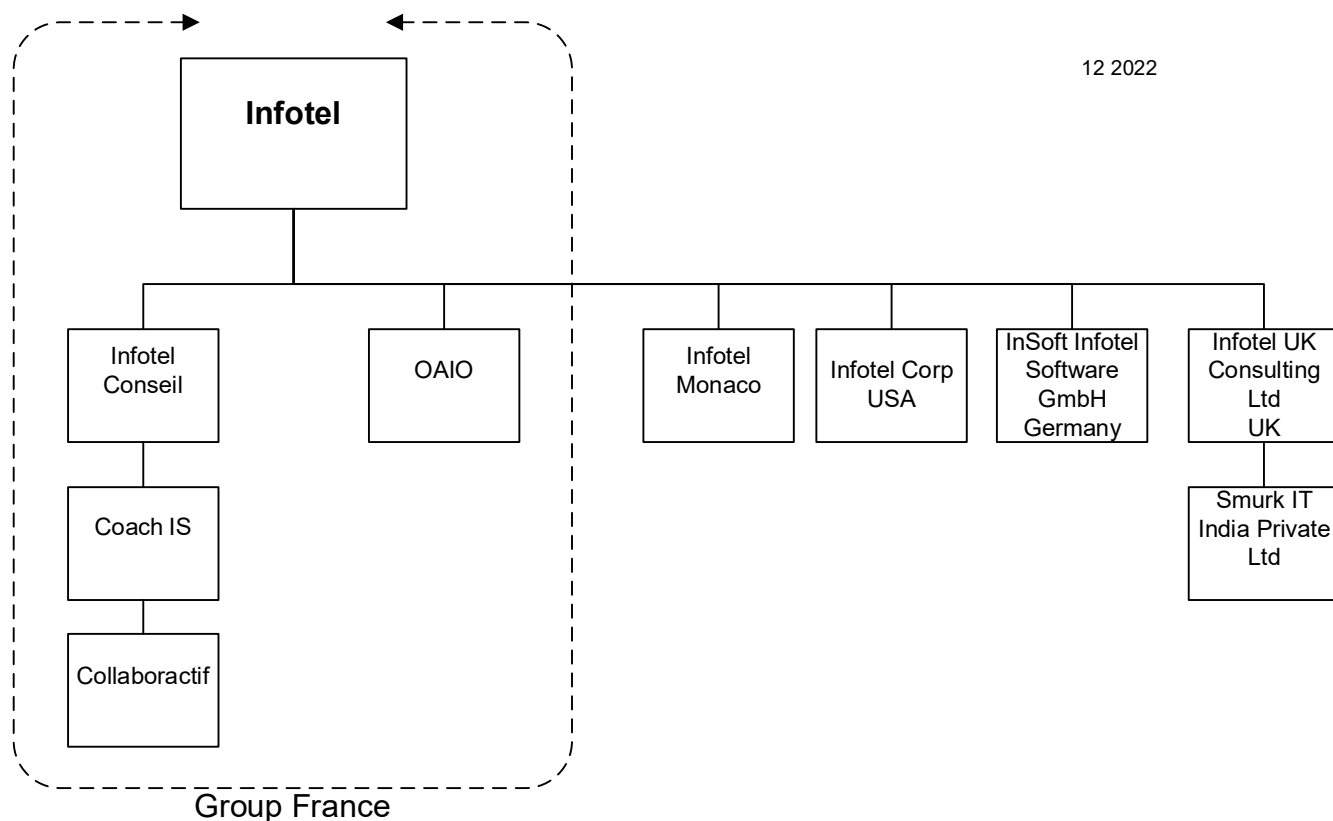 12 2022
Infotel
Infotel
Conseil
OAIO
Infotel
Monaco
Infotel Corp
USA
InSoft Infotel
Software
GmbH
Germany
Infotel UK
Consulting
Ltd
UK
Coach IS
Smurk IT
India Private
Ltd
Collaboractif
Group France